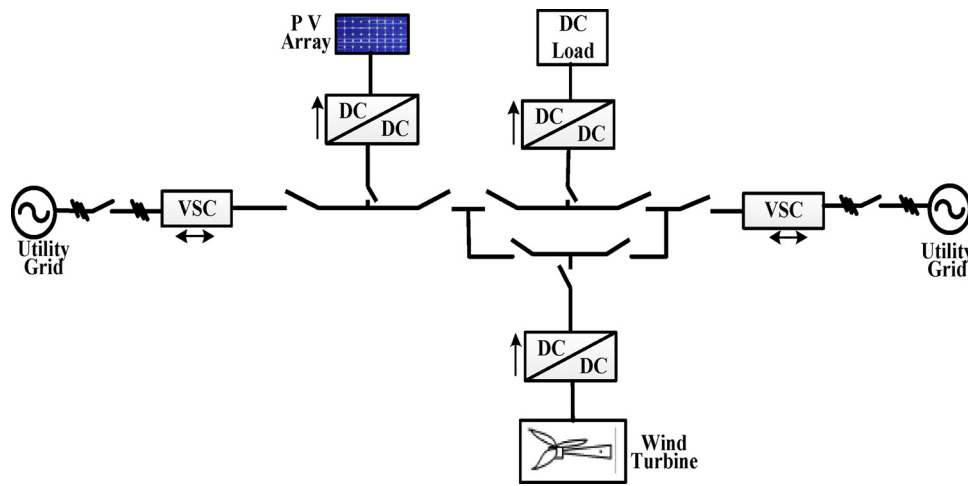 P V
Array
DC
Load
DC
DC
DC
DC
VSC
VSC
Utility
Grid
Utility
Grid
DC
DC
Wind
Turbine